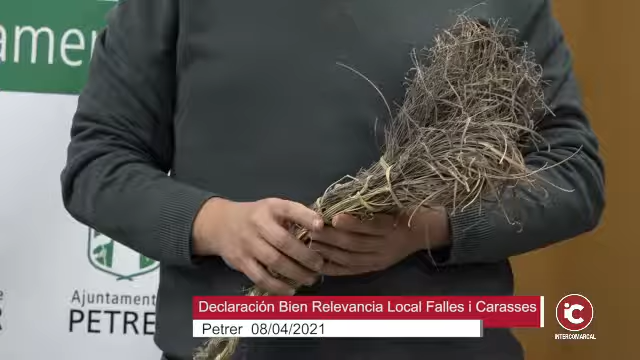 amen
Ajuntament
PETRER
Declaración Bien Relevancia Local Falles i Carasses
Petrer 08/04/2021
INTERCOMARCAL